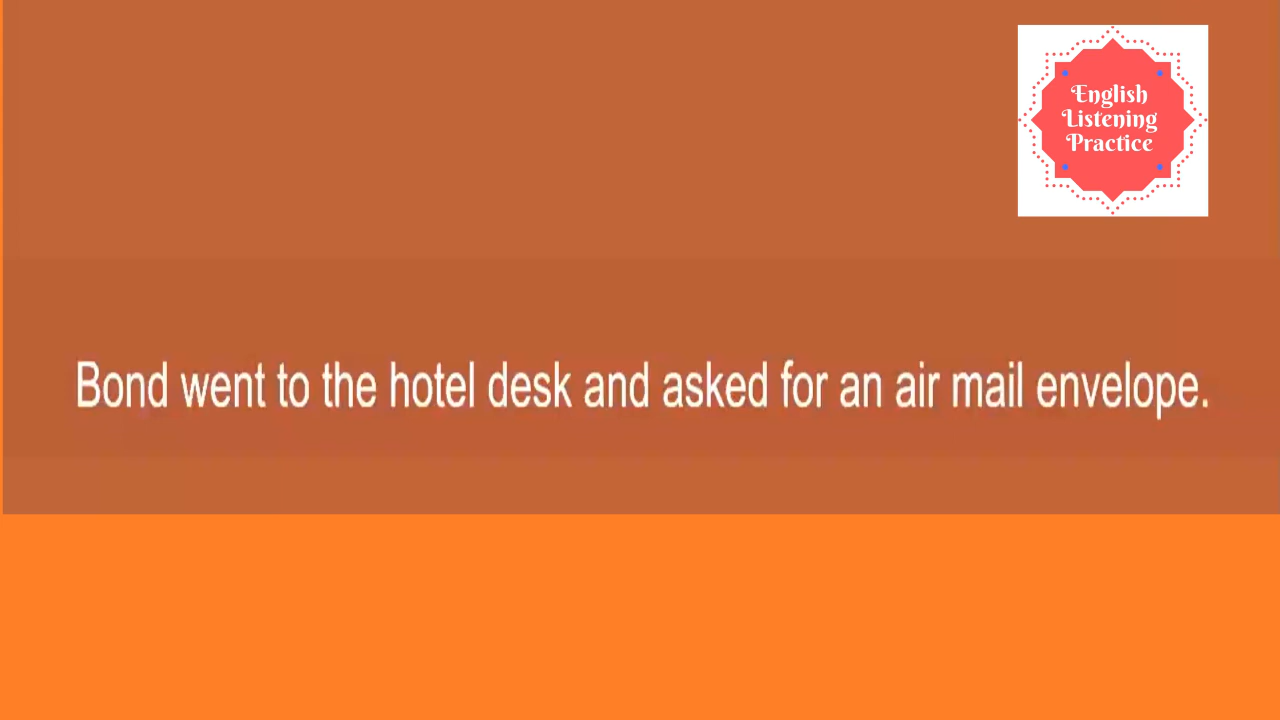 English
Listening
Practice
Bond went to the hotel desk and asked for an air mail envelope.